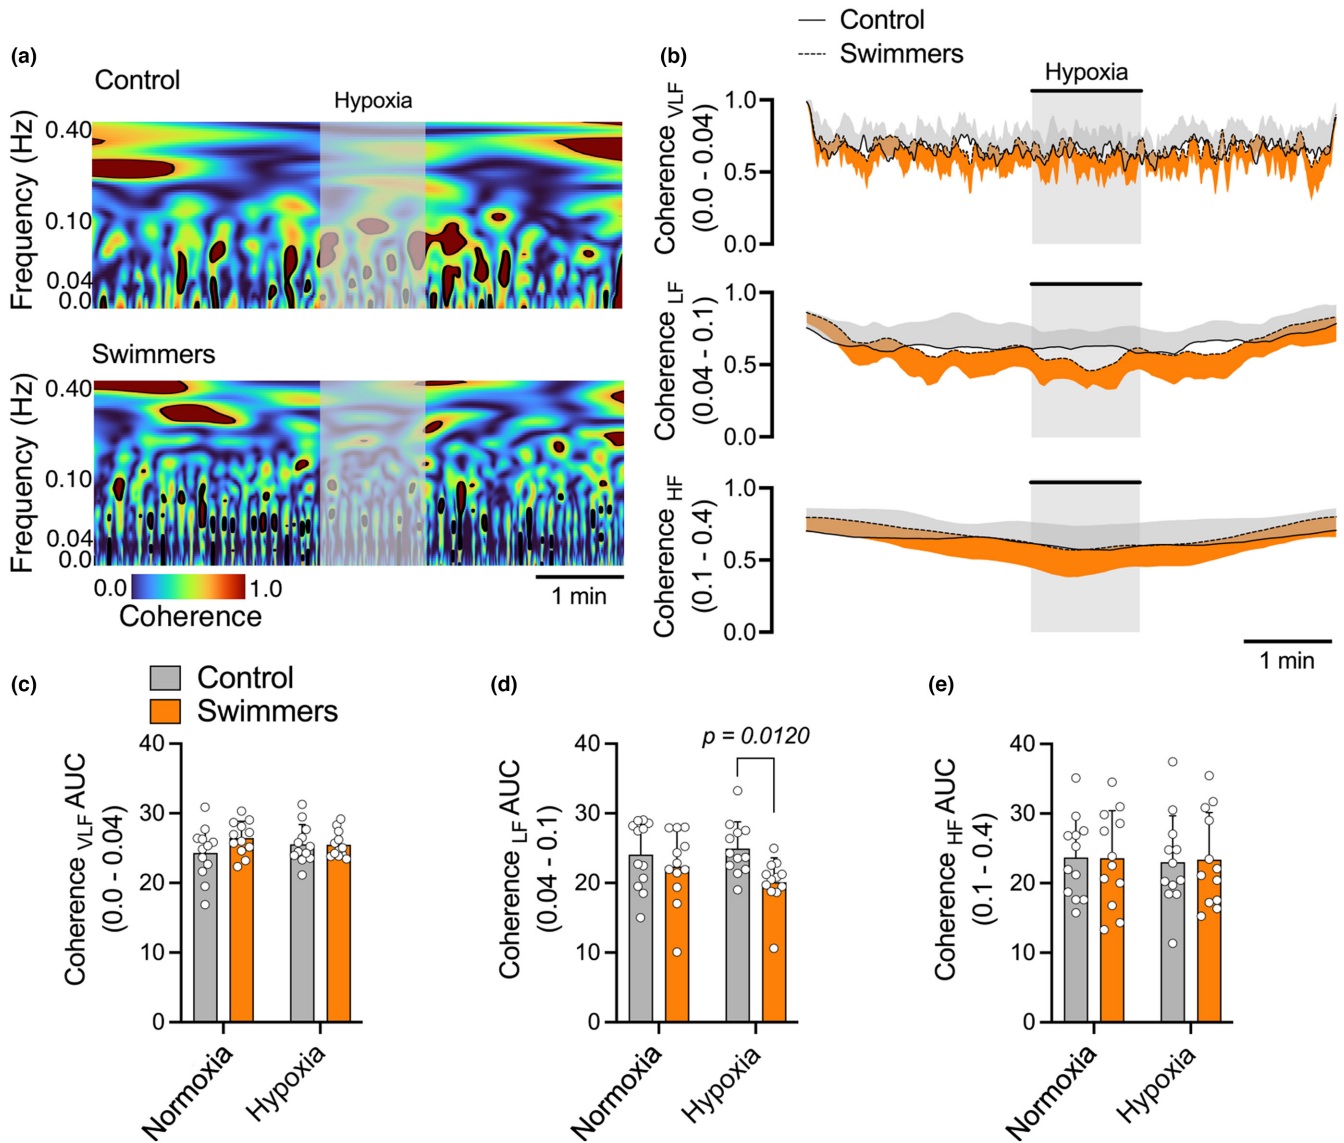 (a)
Control
Hypoxia
Frequency (Hz)
0.40
0.10
0.04
0.0
Swimmers
Frequency (Hz)
0.40
0.10
0.04
0.0
0.0 1.0
Coherence
1 min
(b)
Control
Swimmers
Hypoxia
Coherence VLF
(0.0 - 0.04)
1.0
0.5
0.0
Coherence LF
(0.04 - 0.1)
1.0
0.5
0.0
Coherence HF
(0.1 - 0.4)
1.0
0.5
0.0
1 min
(c)
Control
Swimmers
Coherence VLF AUC
(0.0 - 0.04)
40
30
20
10
0
Normoxia
Hypoxia
(d)
p = 0.0120
Coherence LF AUC
(0.04 - 0.1)
40
30
20
10
0
Normoxia
Hypoxia
(e)
Coherence HF AUC
(0.1 - 0.4)
40
30
20
10
0
Normoxia
Hypoxia